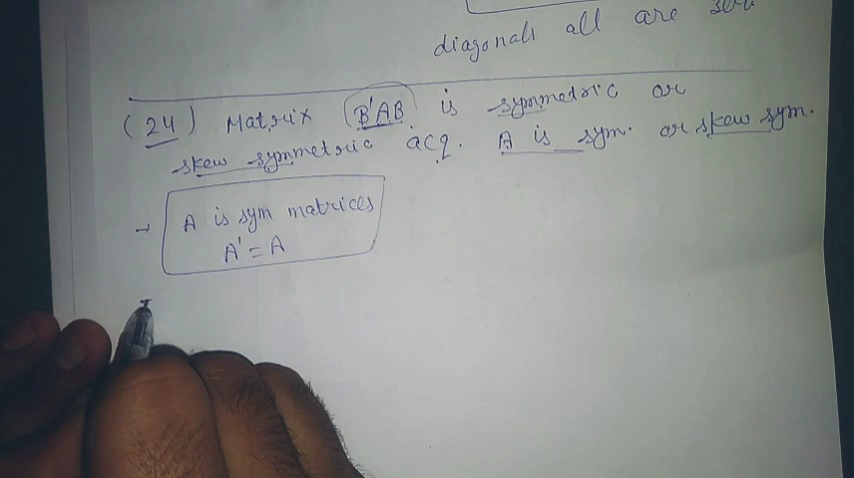 diagonals all are
(24) Matrix B'AB is symmetric or
skew symmetric acq. A is sym. or skew sym.
→ A is sym matrices
A' = A